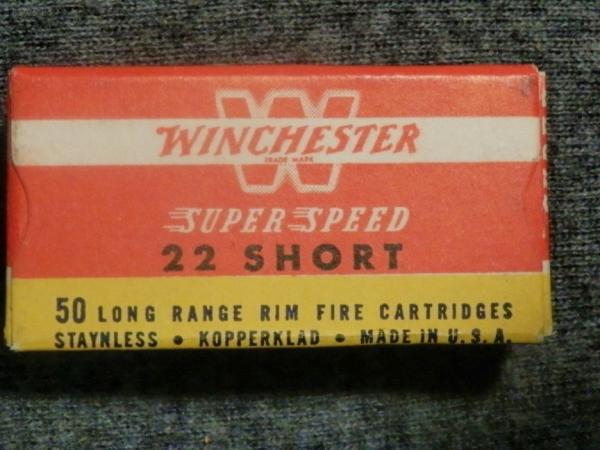 W
WINCHESTER
TRADE MARK
SUPER SPEED
22 SHORT
50 LONG RANGE RIM FIRE CARTRIDGES
STAYNLESS • KOPPERKLAD • MADE IN U.S.A.